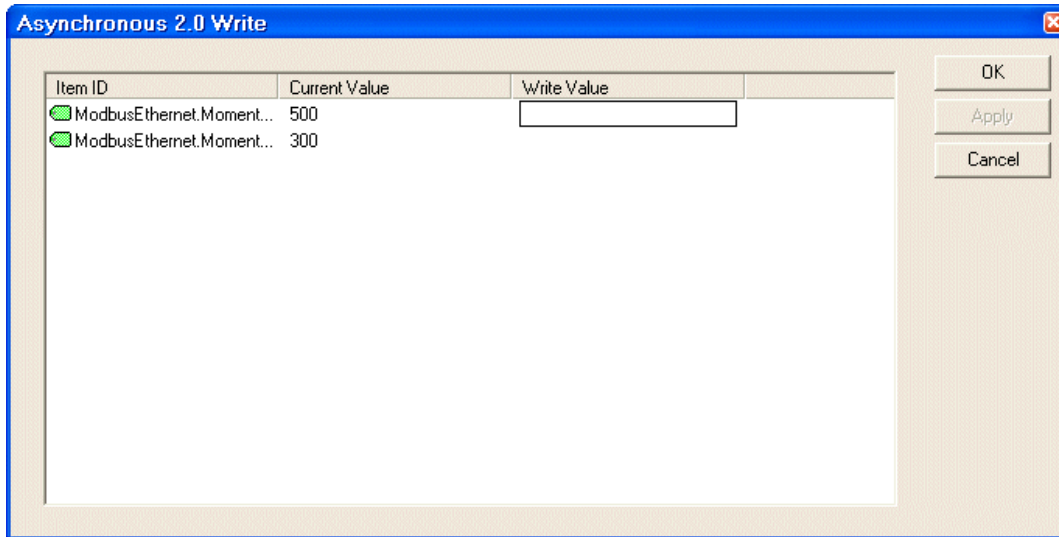 Asynchronous 2.0 Write
Item ID Current Value Write Value
ModbusEthernet.Moment... 500
ModbusEthernet.Moment... 300
OK
Apply
Cancel